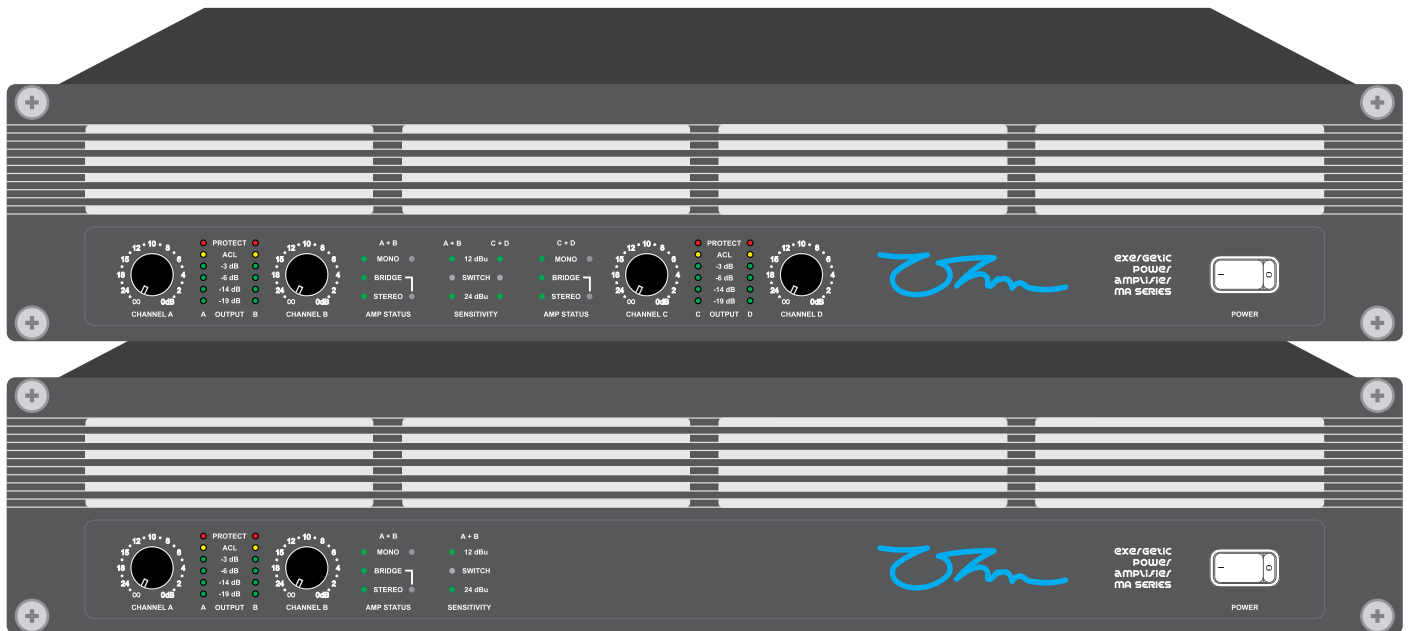 12 10 8
15 6
18 4
24 2
∞ 0dB
CHANNEL A
PROTECT
ACL
-3 dB
-6 dB
-14 dB
-19 dB
A OUTPUT B
12 10 8
15 6
18 4
24 2
∞ 0dB
CHANNEL B
A + B
MONO
BRIDGE
STEREO
AMP STATUS
A + B C + D
12 dBu
SWITCH
24 dBu
SENSITIVITY
C + D
MONO
BRIDGE
STEREO
AMP STATUS
12 10 8
15 6
18 4
24 2
∞ 0dB
CHANNEL C
PROTECT
ACL
-3 dB
-6 dB
-14 dB
-19 dB
C OUTPUT D
12 10 8
15 6
18 4
24 2
∞ 0dB
CHANNEL D
Ohm
exergetic
power
amplifier
MA SERIES
POWER
12 10 8
15 6
18 4
24 2
∞ 0dB
CHANNEL A
PROTECT
ACL
-3 dB
-6 dB
-14 dB
-19 dB
A OUTPUT B
12 10 8
15 6
18 4
24 2
∞ 0dB
CHANNEL B
A + B
MONO
BRIDGE
STEREO
AMP STATUS
A + B
12 dBu
SWITCH
24 dBu
SENSITIVITY
Ohm
exergetic
power
amplifier
MA SERIES
POWER